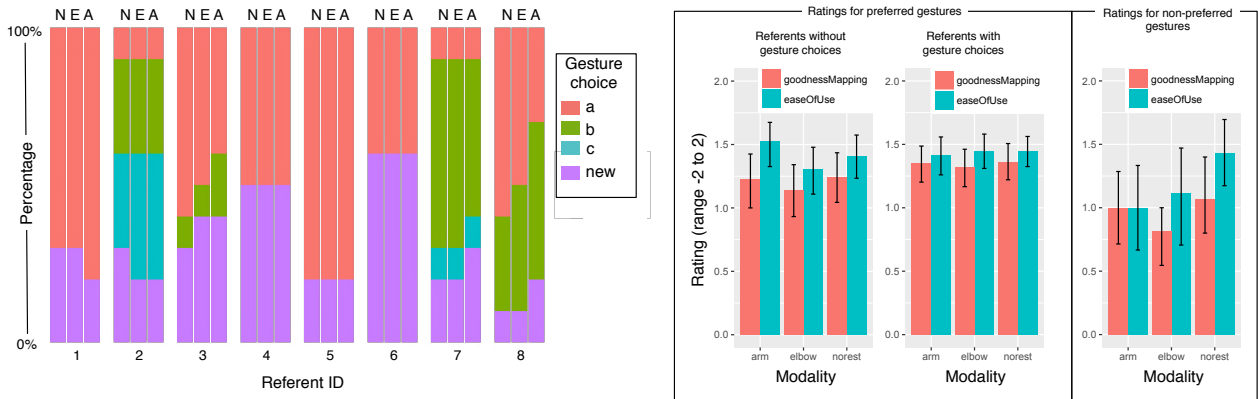 N E A N E A N E A N E A N E A N E A N E A N E A
100%
Percentage
0%
1 2 3 4 5 6 7 8
Referent ID
Gesture
choice
a
b
c
new
Ratings for preferred gestures
Referents without
gesture choices
goodnessMapping
easeOfUse
2.0
1.5
1.0
0.5
0.0
Rating (range -2 to 2)
arm elbow norest
Modality
Referents with
gesture choices
goodnessMapping
easeOfUse
2.0
1.5
1.0
0.5
0.0
arm elbow norest
Modality
Ratings for non-preferred
gestures
goodnessMapping
easeOfUse
2.0
1.5
1.0
0.5
0.0
arm elbow norest
Modality